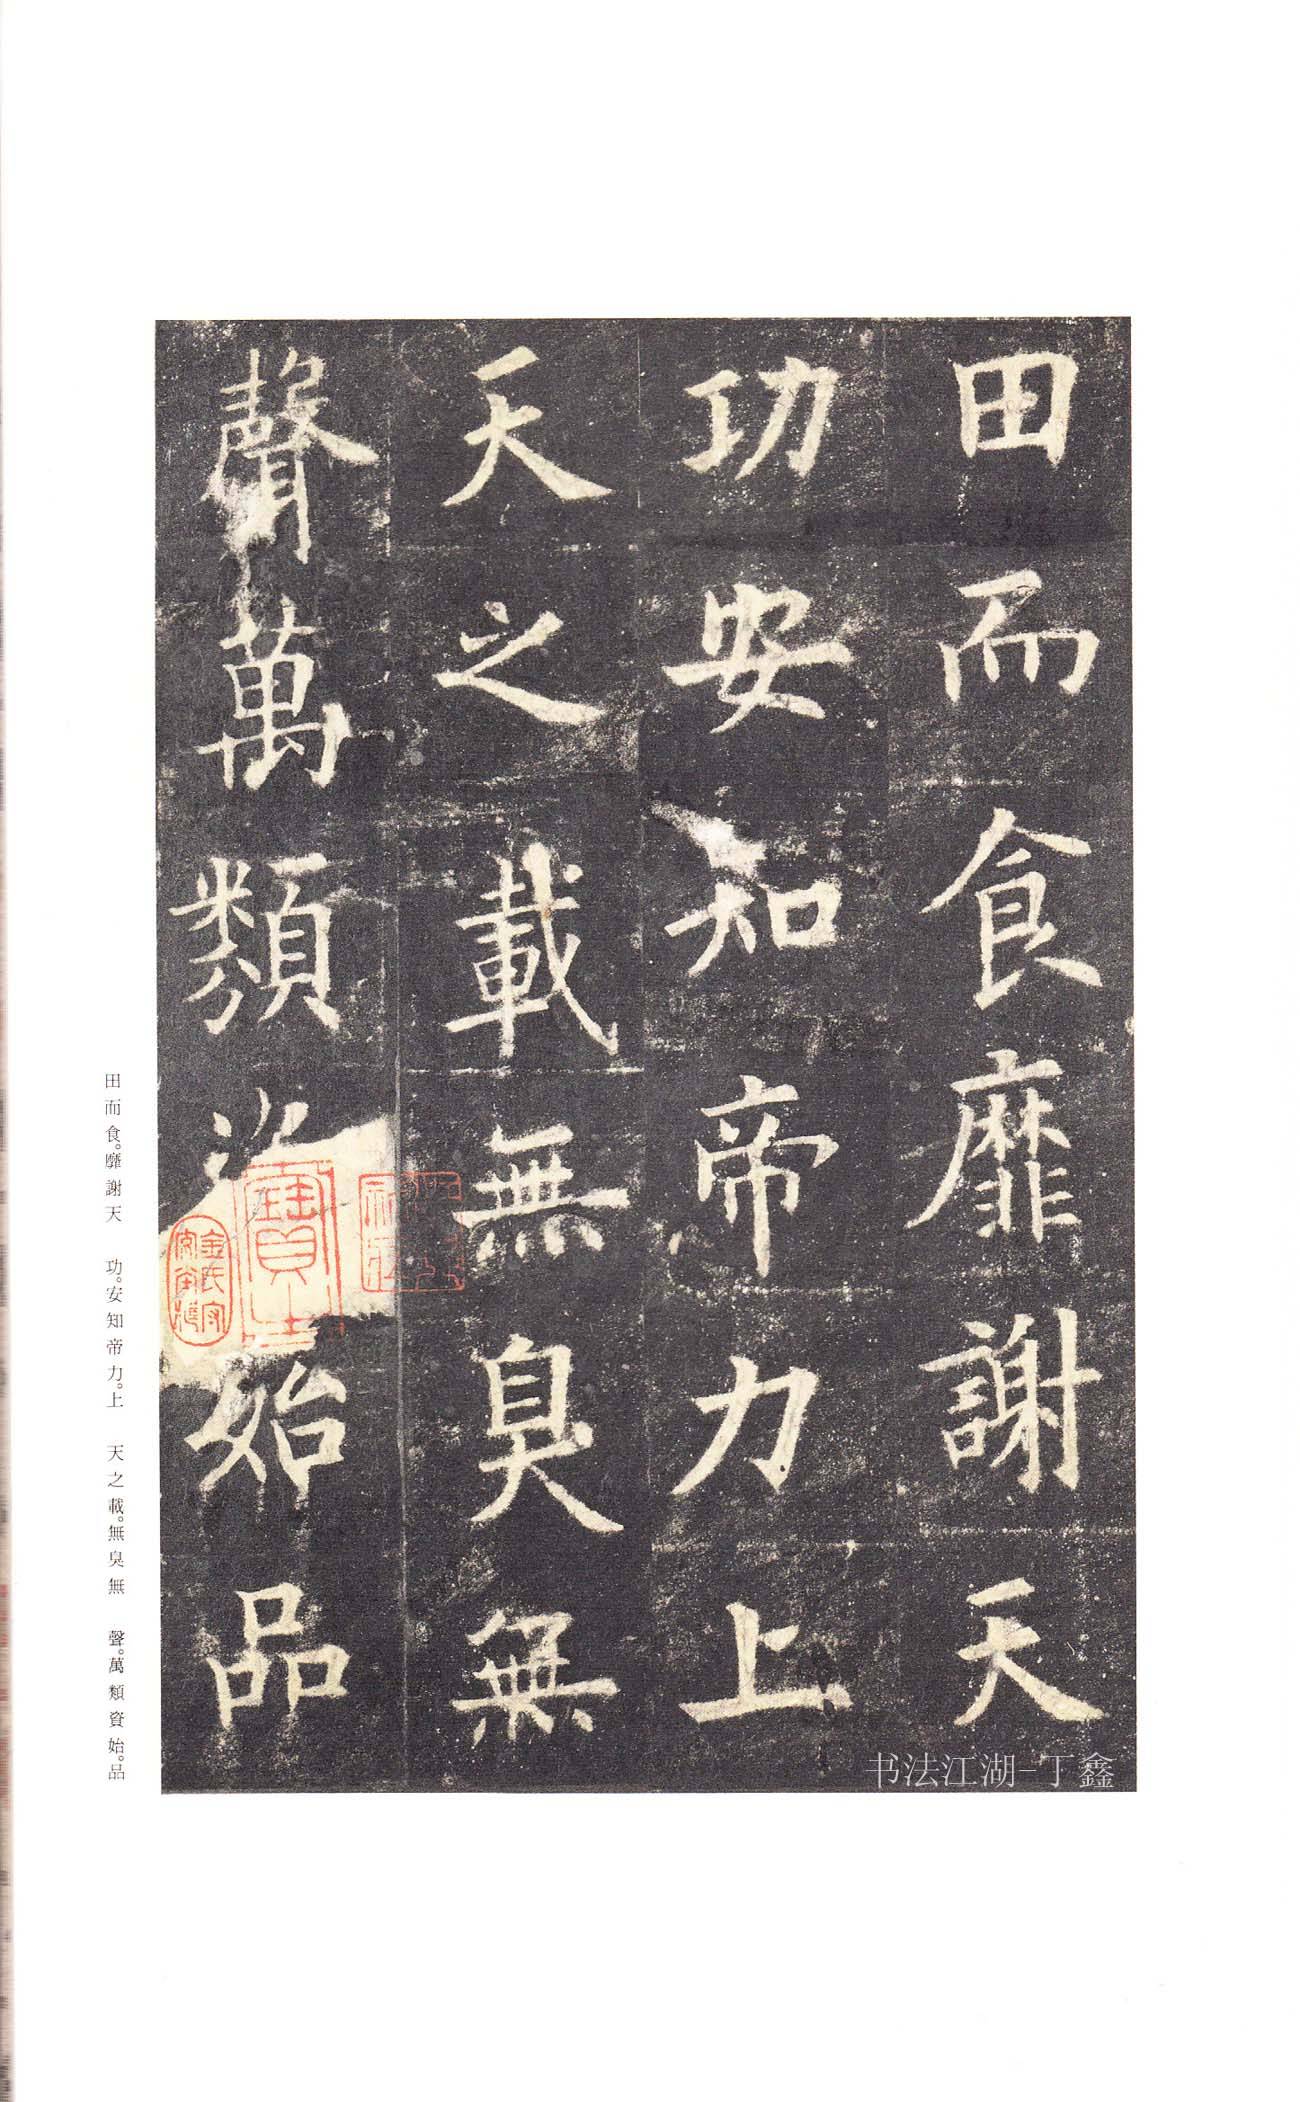 田而食靡謝天
功安知帝力上
天之載無臭無
聲萬類資始品
田而食。靡謝天　功。安知帝力。上　天之載。無臭無　聲。萬類資始。品
书法江湖-丁鑫